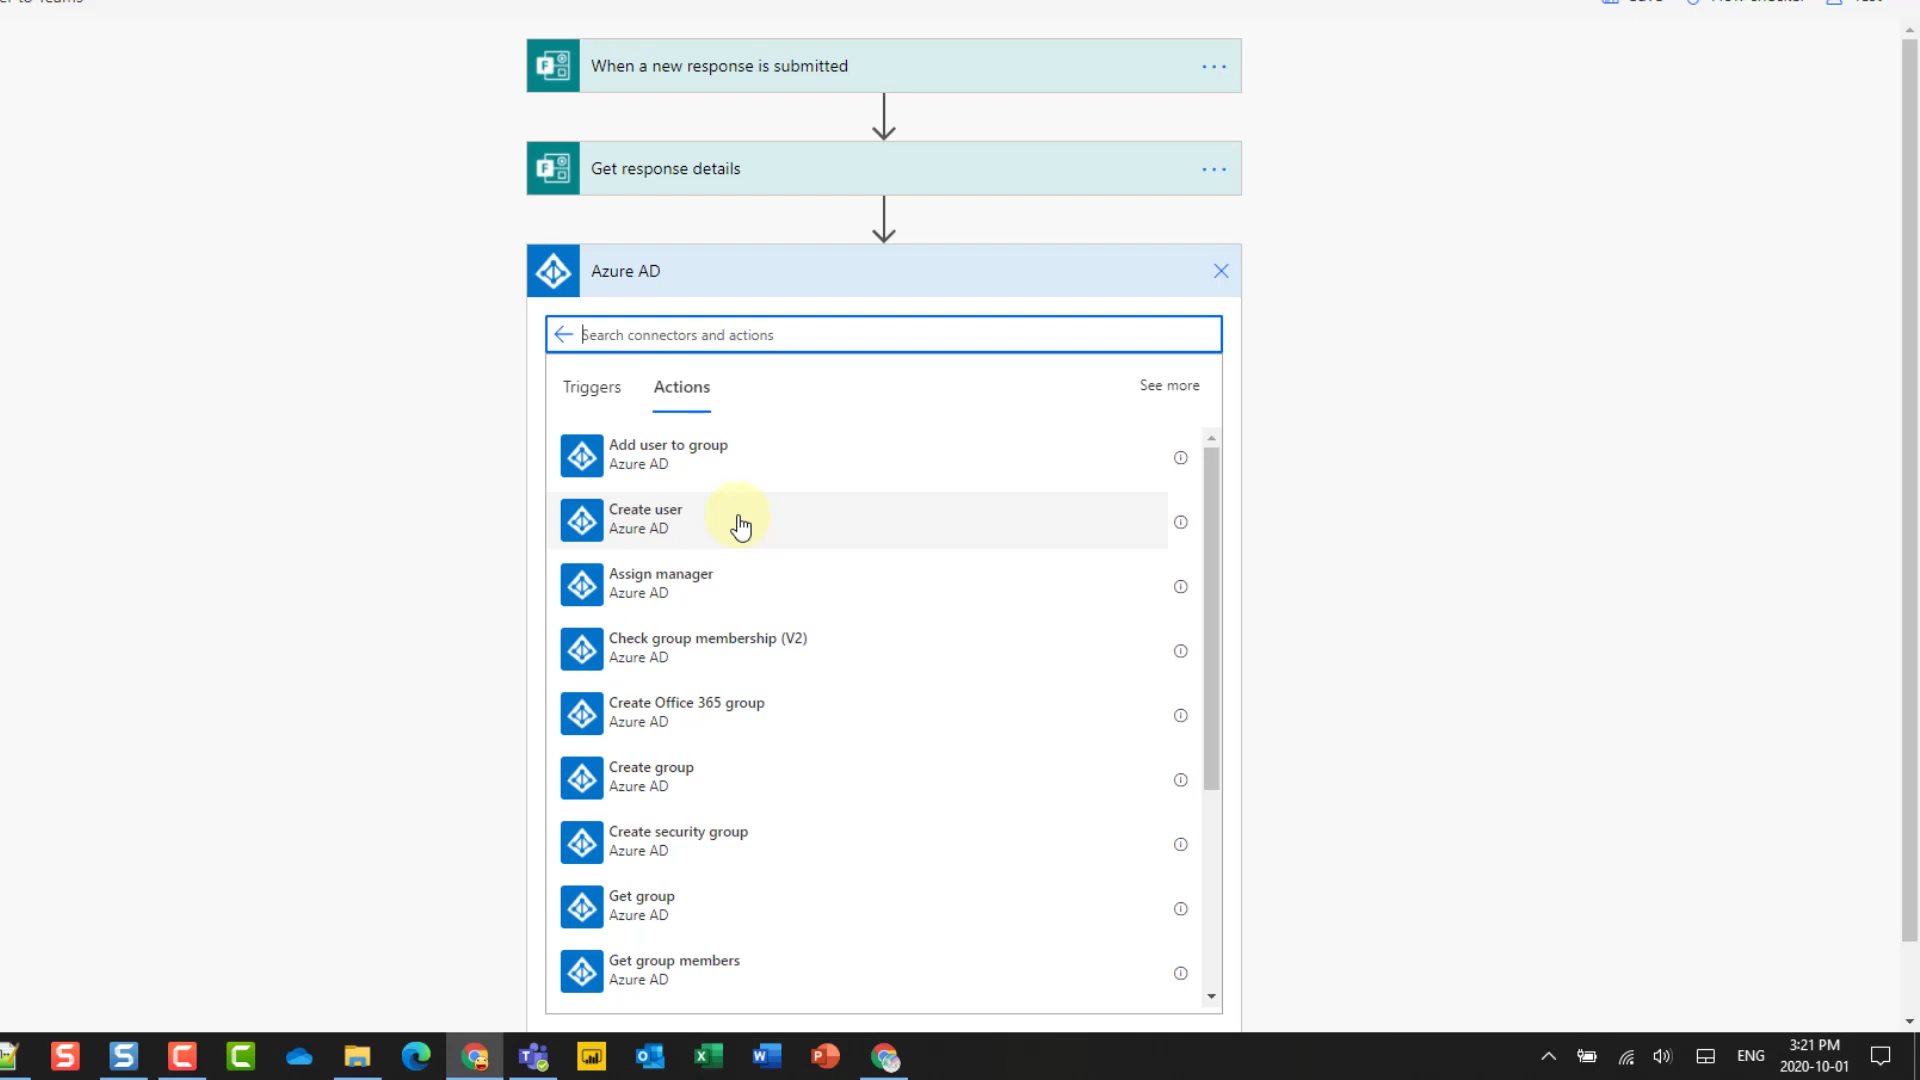 to Teams
Save
When a new response is submitted
Get response details
Azure AD
Search connectors and actions
Triggers
Actions
See more
Add user to group
Azure AD
Create user
Azure AD
Assign manager
Azure AD
Check group membership (V2)
Azure AD
Create Office 365 group
Azure AD
Create group
Azure AD
Create security group
Azure AD
Get group
Azure AD
Get group members
Azure AD
ENG
3:21 PM
2020-10-01